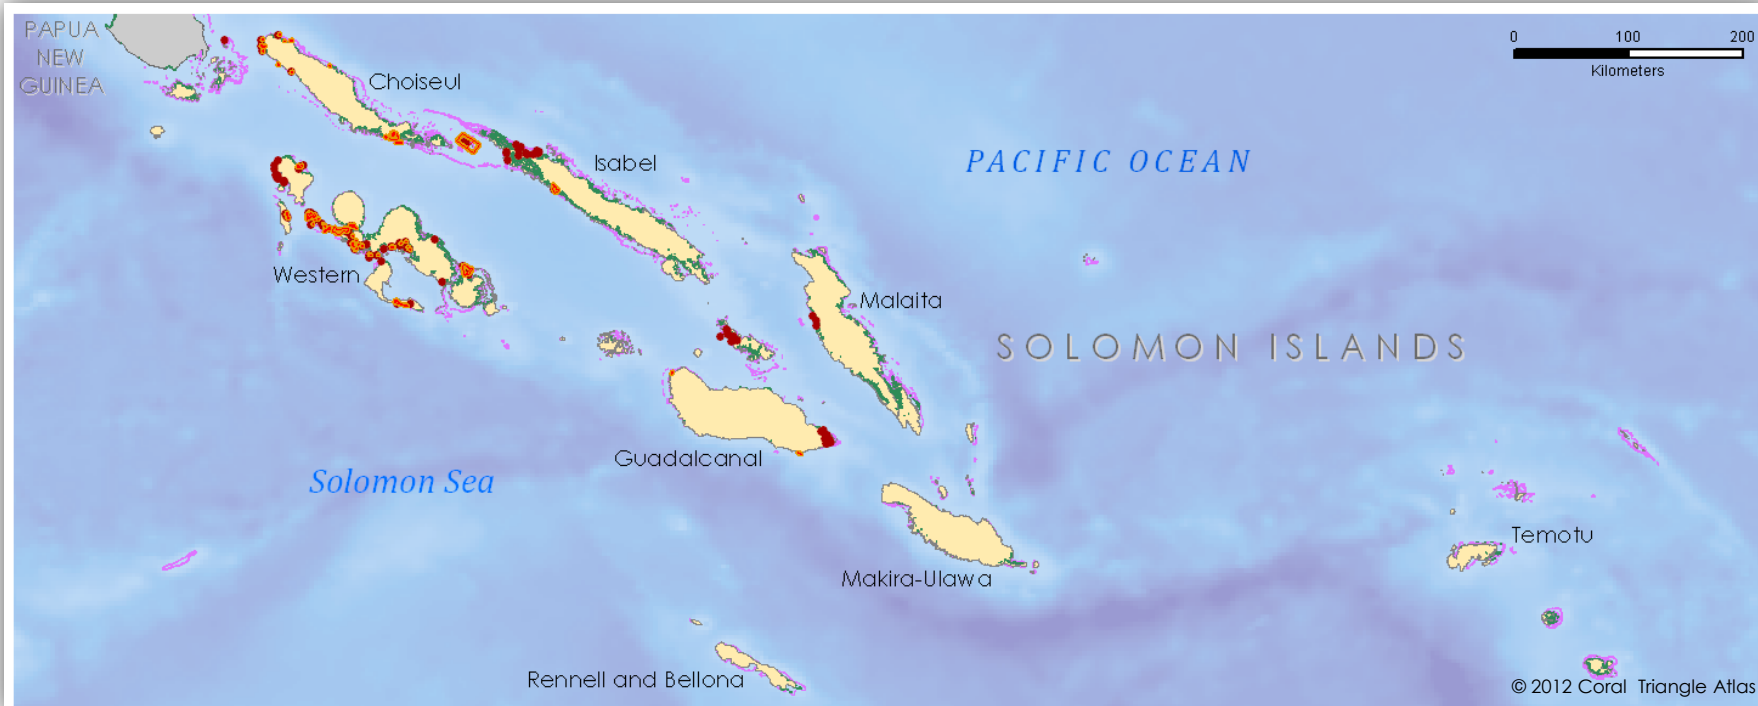 PAPUA
NEW
GUINEA
0 100 200
Kilometers
Choiseul
Isabel
PACIFIC OCEAN
Western
Malaita
SOLOMON ISLANDS
Guadalcanal
Solomon Sea
Temotu
Makira-Ulawa
Rennell and Bellona
© 2012 Coral Triangle Atlas